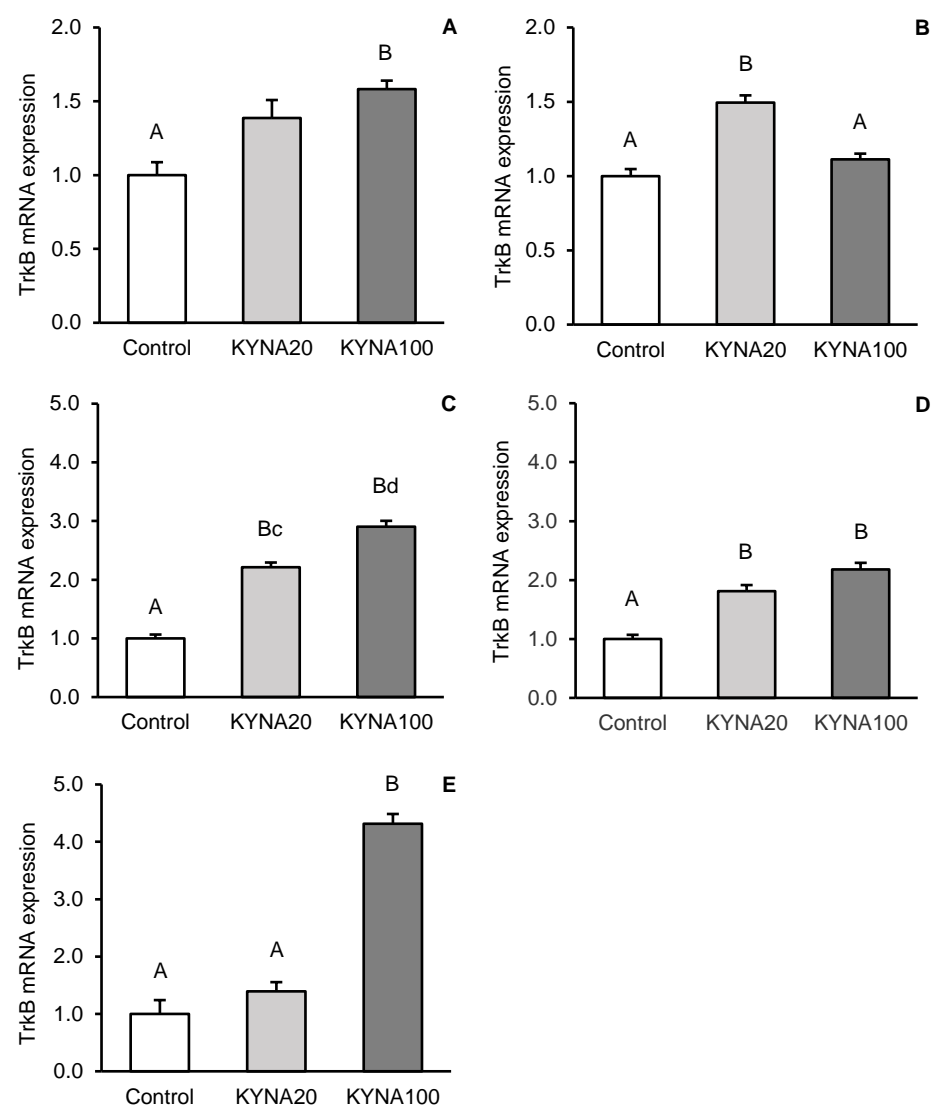 A
TrkB mRNA expression
2.0
1.5
1.0
0.5
0.0
A
B
Control KYNA20 KYNA100
B
TrkB mRNA expression
2.0
1.5
1.0
0.5
0.0
A
B
A
Control KYNA20 KYNA100
C
TrkB mRNA expression
5.0
4.0
3.0
2.0
1.0
0.0
A
Bc
Bd
Control KYNA20 KYNA100
D
TrkB mRNA expression
5.0
4.0
3.0
2.0
1.0
0.0
A
B
B
Control KYNA20 KYNA100
E
TrkB mRNA expression
5.0
4.0
3.0
2.0
1.0
0.0
A
A
B
Control KYNA20 KYNA100